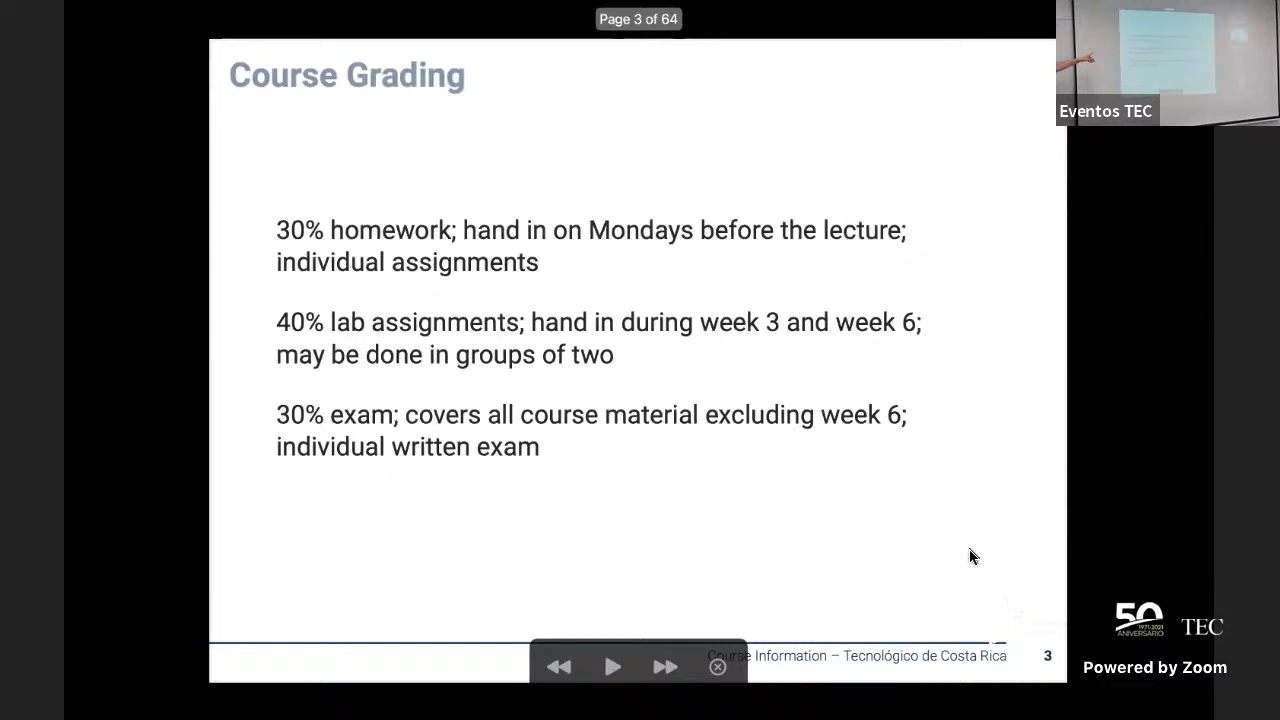 Page 3 of 64
Course Grading
Eventos TEC
30% homework; hand in on Mondays before the lecture;
individual assignments
40% lab assignments; hand in during week 3 and week 6;
may be done in groups of two
30% exam; covers all course material excluding week 6;
individual written exam
Course Information – Tecnológico de Costa Rica
3
50
1971-2021
ANIVERSARIO
TEC
Powered by Zoom